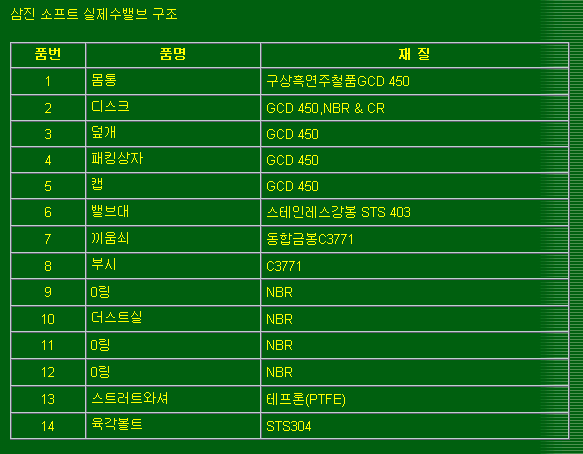 삼진 소프트 실제수밸브 구조
품번 품명 재 질
1 몸통 구상흑연주철품GCD 450
2 디스크 GCD 450,NBR & CR
3 덮개 GCD 450
4 패킹상자 GCD 450
5 캡 GCD 450
6 밸브대 스테인레스강봉 STS 403
7 끼움쇠 동합금봉C3771
8 부시 C3771
9 0링 NBR
10 더스트실 NBR
11 0링 NBR
12 0링 NBR
13 스트러트와셔 테프론(PTFE)
14 육각볼트 STS304